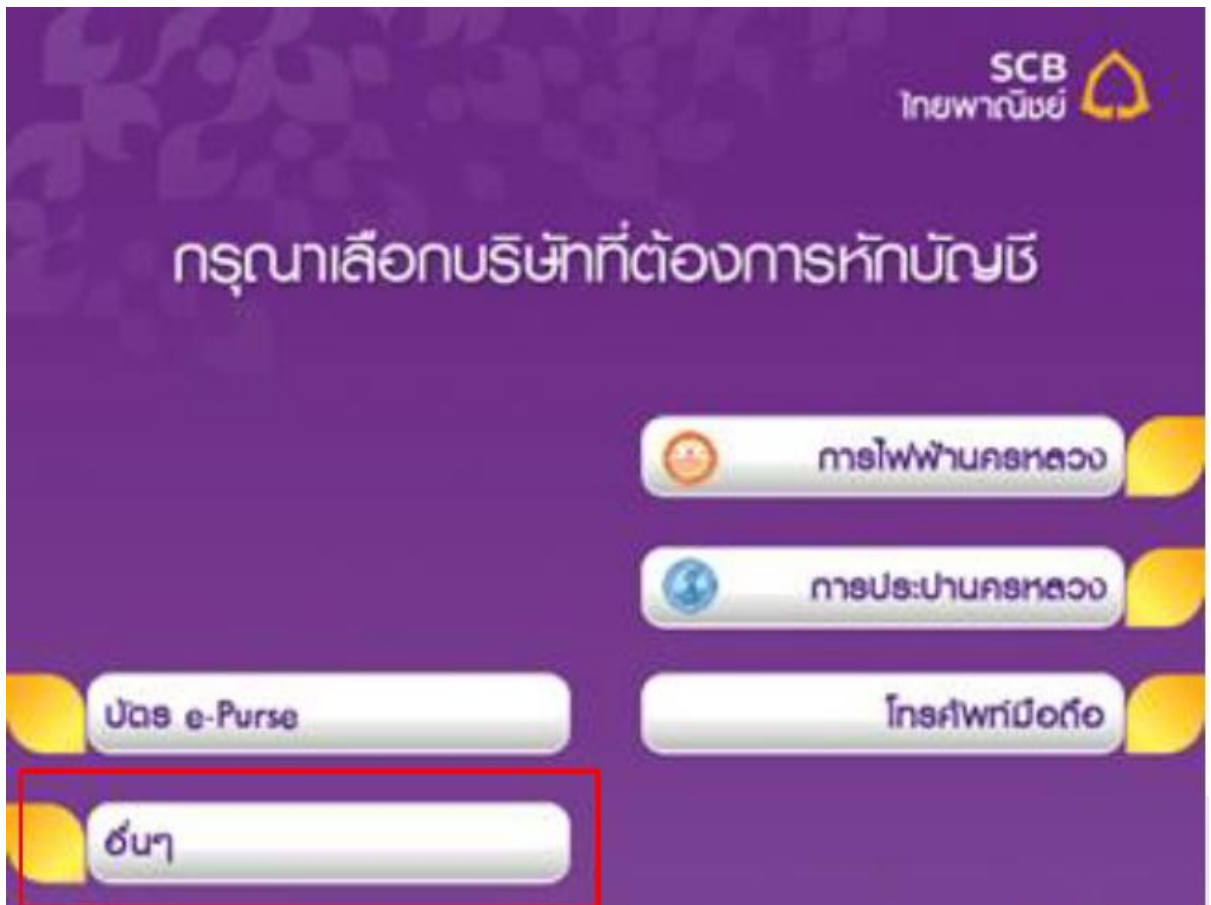 SCB
ไทยพาณิชย์
กรุณาเลือกบริษัทที่ต้องการหักบัญชี
การไฟฟ้านครหลวง
การประปานครหลวง
บัตร e-Purse
โทรศัพท์มือถือ
อื่นๆ